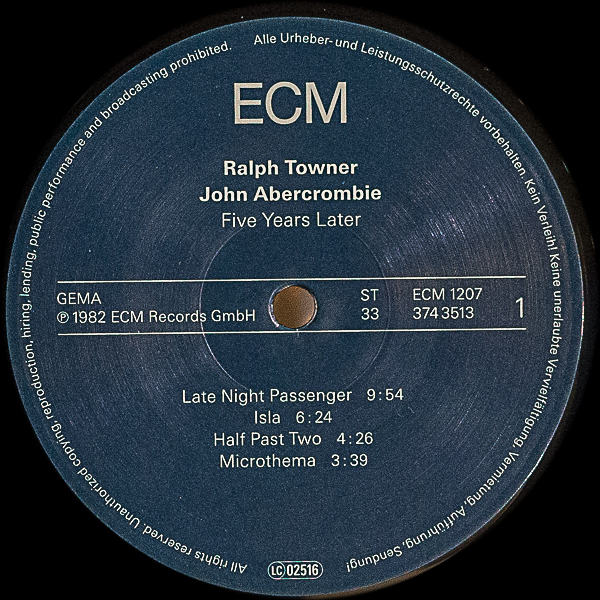 ECM
Ralph Towner
John Abercrombie
Five Years Later
GEMA
℗ 1982 ECM Records GmbH
ST
33
ECM 1207
374 3513
1
Late Night Passenger 9:54
Isla 6:24
Half Past Two 4:26
Microthema 3:39
LC 02516
Alle Urheber- und Leistungsschutzrechte vorbehalten. Kein Verleih! Keine unerlaubte Vervielfältigung, Vermietung, Aufführung, Sendung!
All rights reserved. Unauthorized copying, reproduction, hiring, lending, public performance and broadcasting prohibited.